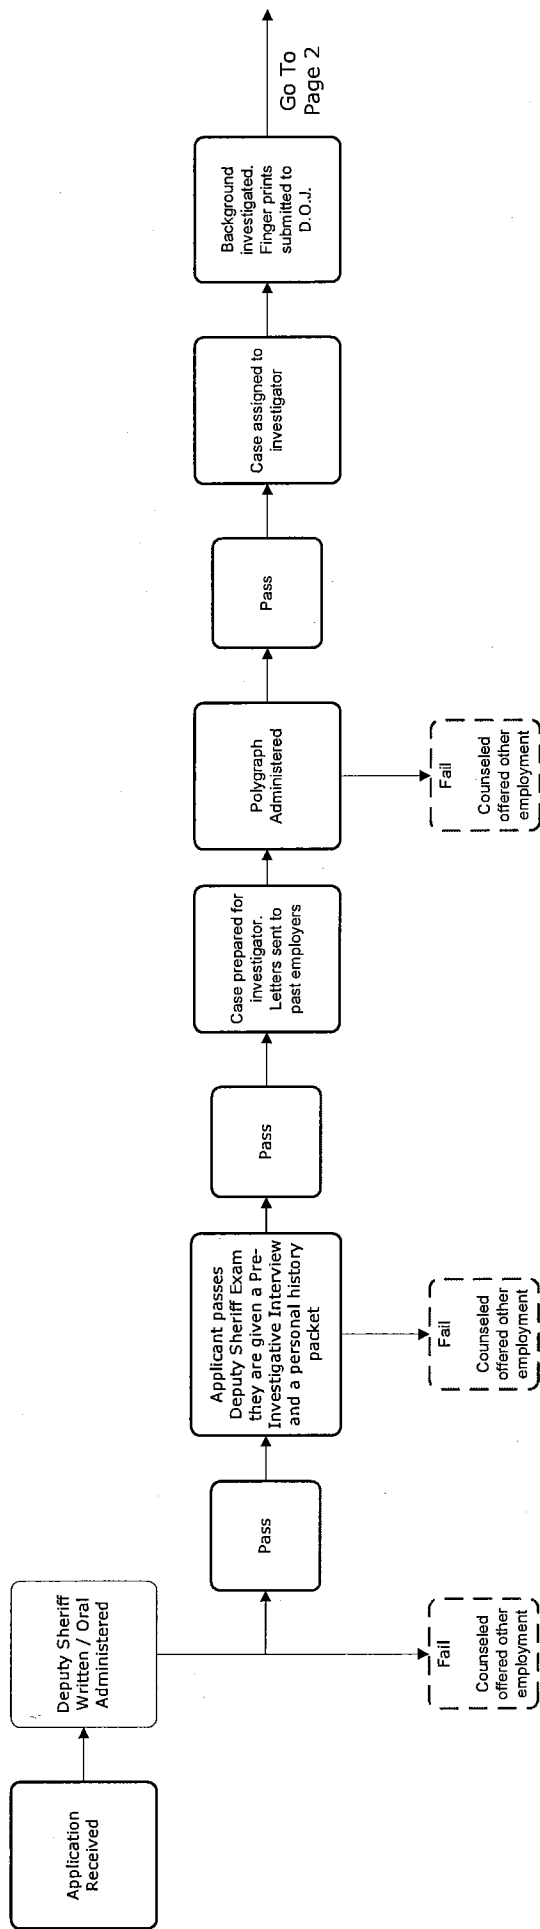 Application
Received
Deputy Sheriff
Written / Oral
Administered
Pass
Fail
Counseled
offered other
employment
Applicant passes
Deputy Sheriff Exam
they are given a Pre-
Investigative Interview
and a personal history
packet
Fail
Counseled
offered other
employment
Pass
Case prepared for
investigator.
Letters sent to
past employers
Polygraph
Administered
Fail
Counseled
offered other
employment
Pass
Case assigned to
investigator
Background
investigated.
Finger prints
submitted to
D.O.J.
Go To
Page 2